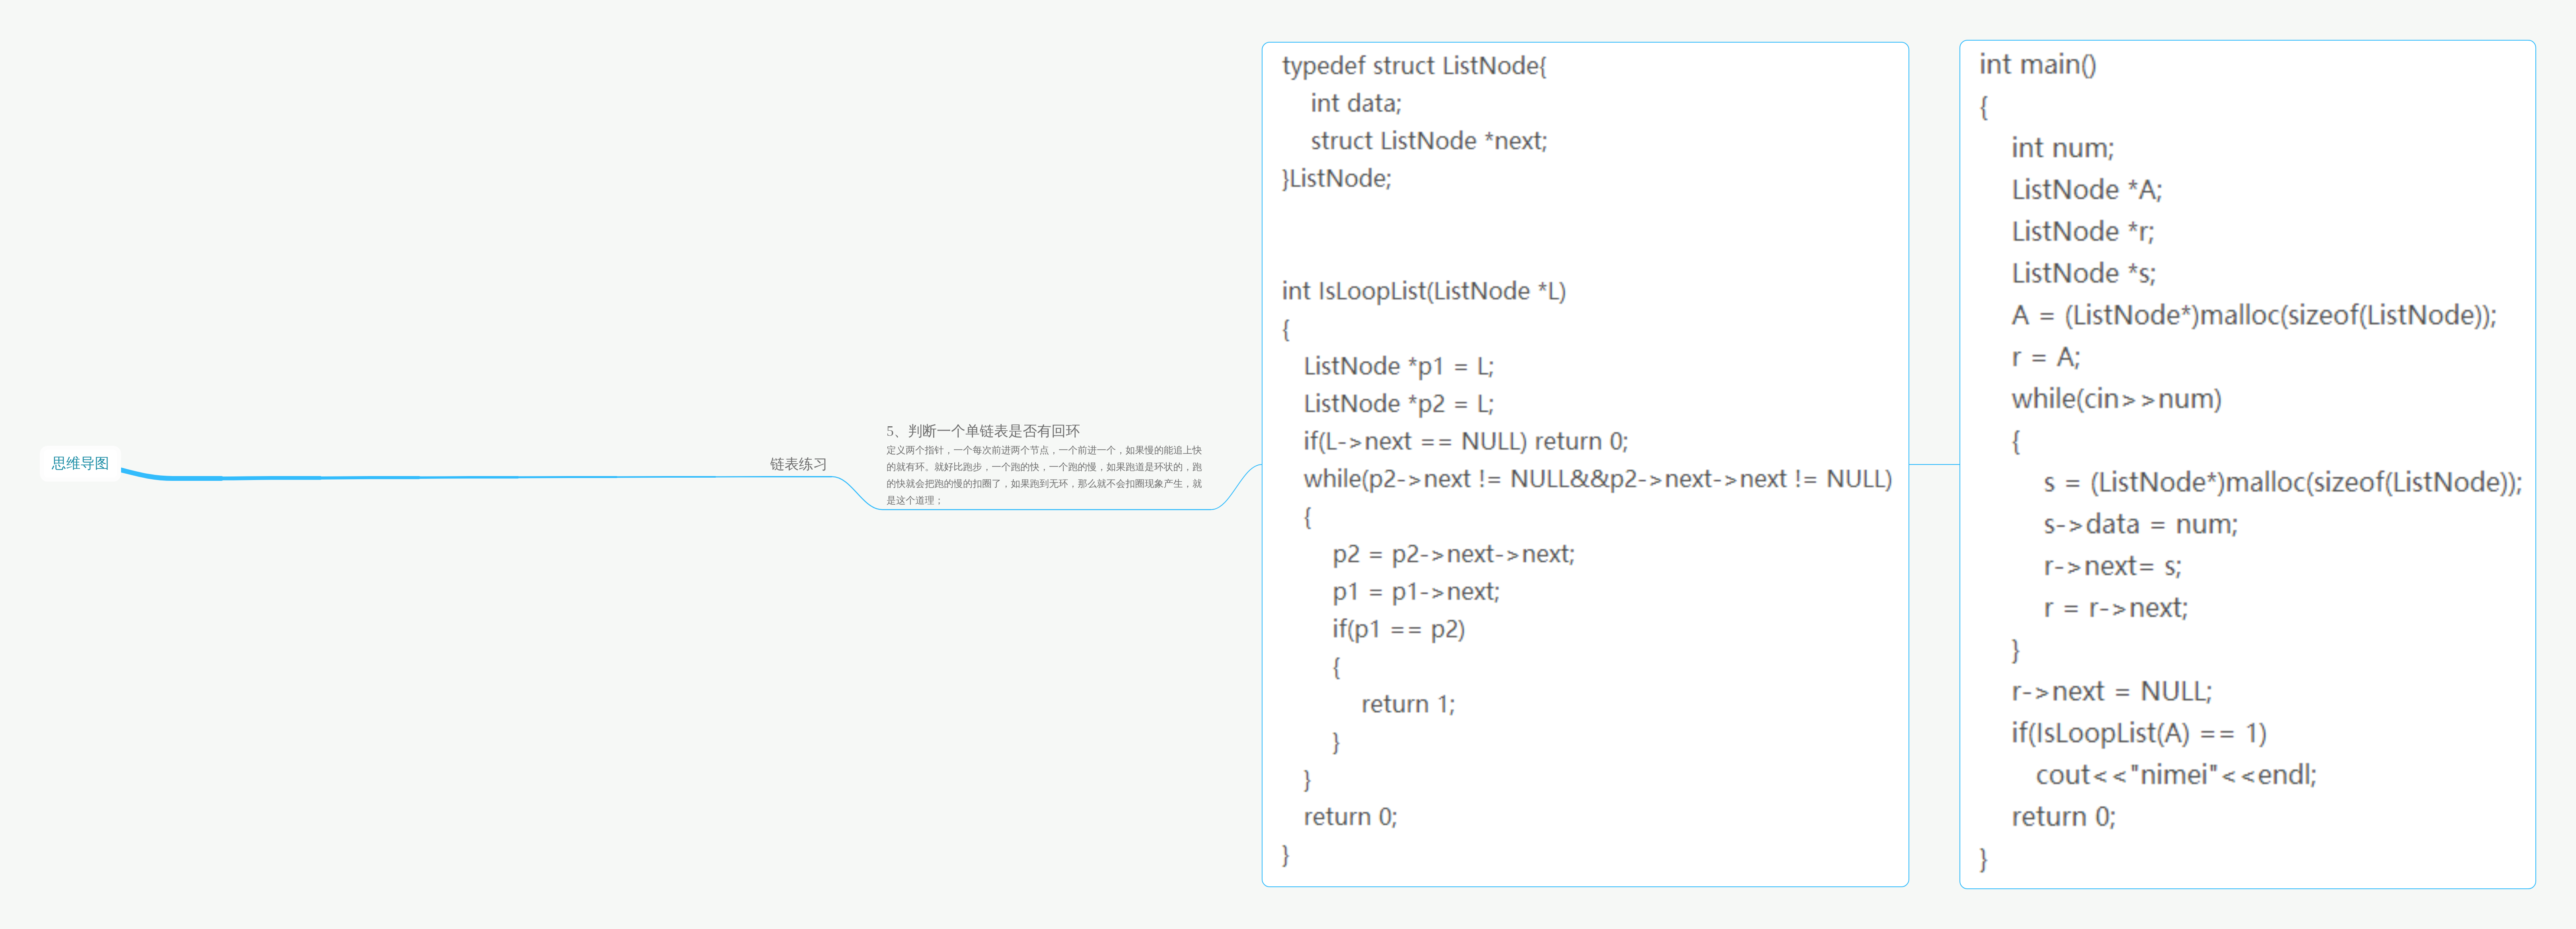 思维导图
链表练习
5、判断一个单链表是否有回环
定义两个指针，一个每次前进两个节点，一个前进一个，如果慢的能追上快
的就有环。就好比跑步，一个跑的快，一个跑的慢，如果跑道是环状的，跑
的快就会把跑的慢的扣圈了，如果跑到无环，那么就不会扣圈现象产生，就
是这个道理；
typedef struct ListNode{
int data;
struct ListNode *next;
}ListNode;
int IsLoopList(ListNode *L)
{
ListNode *p1 = L;
ListNode *p2 = L;
if(L->next == NULL) return 0;
while(p2->next != NULL&&p2->next->next != NULL)
{
p2 = p2->next->next;
p1 = p1->next;
if(p1 == p2)
{
return 1;
}
}
return 0;
}
int main()
{
int num;
ListNode *A;
ListNode *r;
ListNode *s;
A = (ListNode*)malloc(sizeof(ListNode));
r = A;
while(cin>>num)
{
s = (ListNode*)malloc(sizeof(ListNode));
s->data = num;
r->next= s;
r = r->next;
}
r->next = NULL;
if(IsLoopList(A) == 1)
cout<<"nimei"<<endl;
return 0;
}